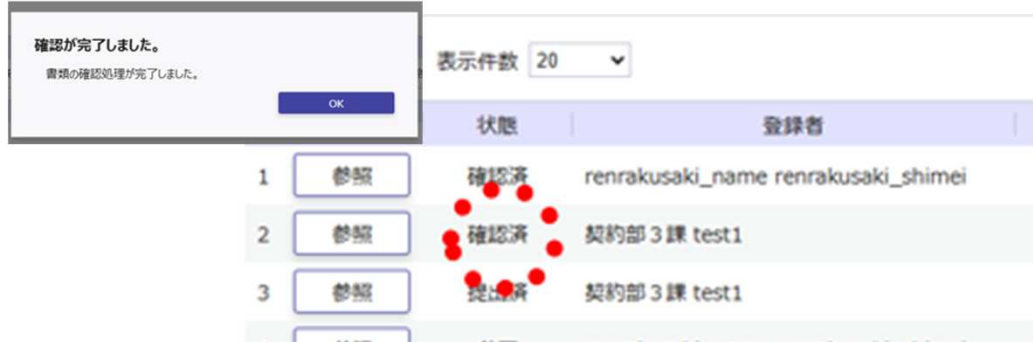 確認が完了しました。
書類の確認処理が完了しました。
OK
表示件数 20
状態 登録者
1 参照 確認済 renrakusaki_name renrakusaki_shimei
2 参照 確認済 契約部3課 test1
3 参照 提出済 契約部3課 test1